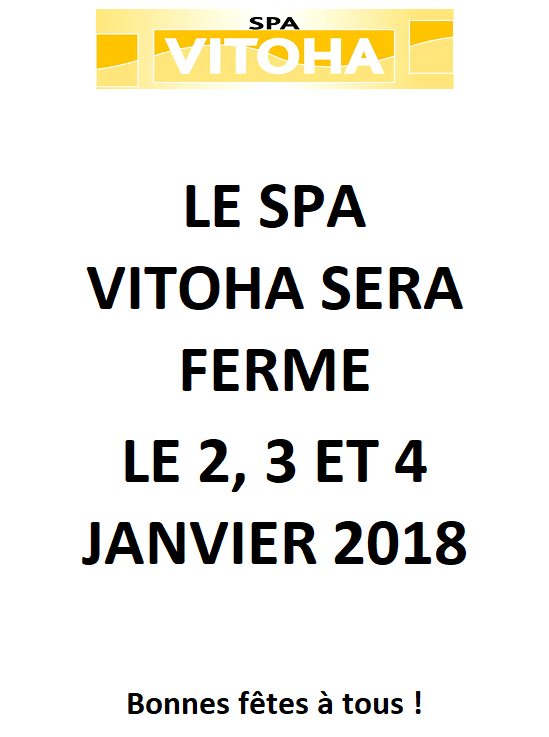 SPA
VITOHA
LE SPA
VITOHA SERA
FERME
LE 2, 3 ET 4
JANVIER 2018
Bonnes fêtes à tous !